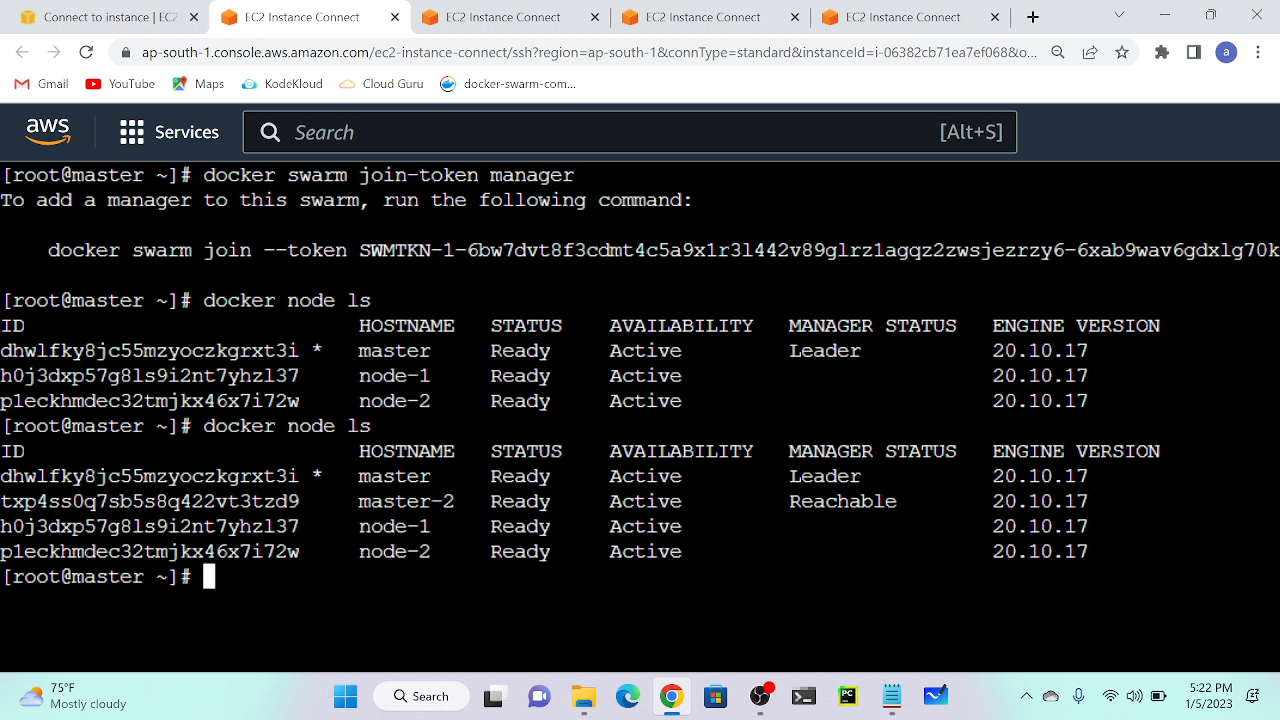 Connect to instance | EC2
EC2 Instance Connect
EC2 Instance Connect
EC2 Instance Connect
EC2 Instance Connect
ap-south-1.console.aws.amazon.com/ec2-instance-connect/ssh?region=ap-south-1&connType=standard&instanceId=i-06382cb71ea7ef068&o...
a
Gmail
YouTube
Maps
KodeKloud
Cloud Guru
docker-swarm-com...
aws
Services
Search
[Alt+S]
[root@master ~]# docker swarm join-token manager
To add a manager to this swarm, run the following command:
docker swarm join --token SWMTKN-1-6bw7dvt8f3cdmt4c5a9x1r3l442v89glrz1agqz2zwsjezrzy6-6xab9wav6gdxlg70k
[root@master ~]# docker node ls
ID HOSTNAME STATUS AVAILABILITY MANAGER STATUS ENGINE VERSION
dhwlfky8jc55mzyoczkgrxt3i * master Ready Active Leader 20.10.17
h0j3dxp57g8ls9i2nt7yhzl37 node-1 Ready Active 20.10.17
p1eckhmdec32tmjkx46x7i72w node-2 Ready Active 20.10.17
[root@master ~]# docker node ls
ID HOSTNAME STATUS AVAILABILITY MANAGER STATUS ENGINE VERSION
dhwlfky8jc55mzyoczkgrxt3i * master Ready Active Leader 20.10.17
txp4ss0q7sb5s8q422vt3tzd9 master-2 Ready Active Reachable 20.10.17
h0j3dxp57g8ls9i2nt7yhzl37 node-1 Ready Active 20.10.17
p1eckhmdec32tmjkx46x7i72w node-2 Ready Active 20.10.17
[root@master ~]#
75°F
Mostly cloudy
Search
PC
5:22 PM
1/5/2023